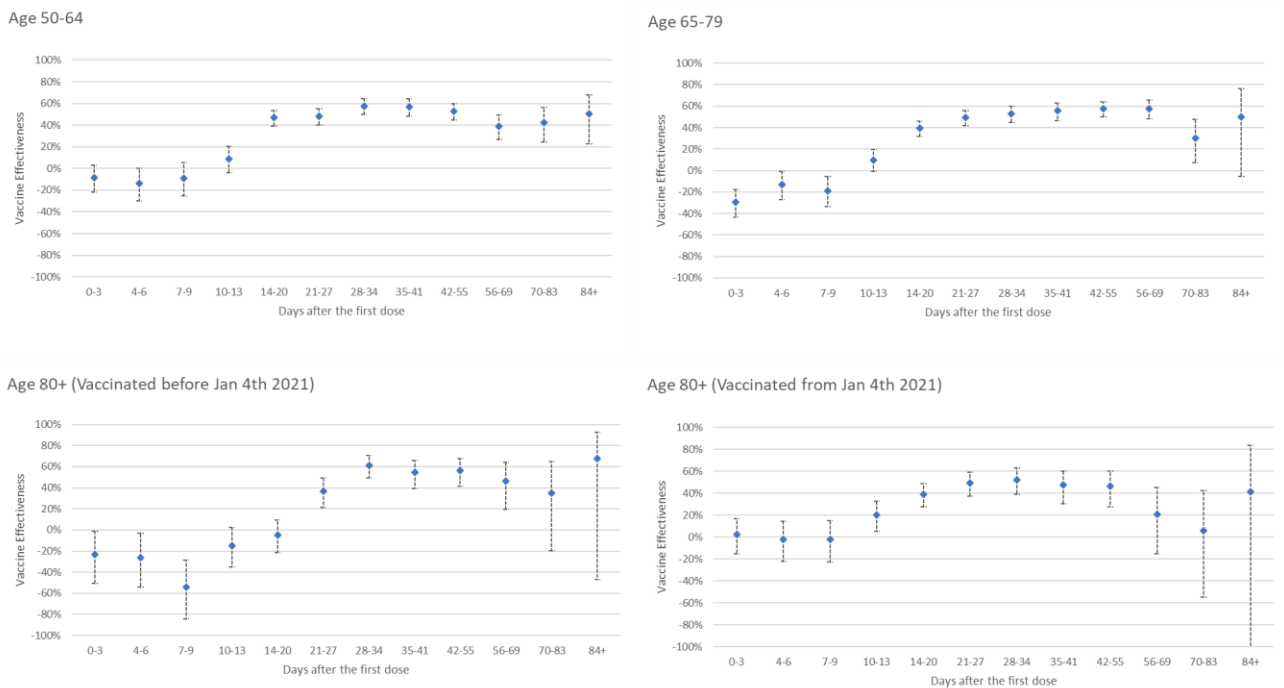 Age 50-64
100%
80%
60%
40%
20%
0%
-20%
-40%
-60%
-80%
-100%
Vaccine Effectiveness
0-3 4-6 7-9 10-13 14-20 21-27 28-34 35-41 42-55 56-69 70-83 84+
Days after the first dose
Age 65-79
100%
80%
60%
40%
20%
0%
-20%
-40%
-60%
-80%
-100%
Vaccine Effectiveness
0-3 4-6 7-9 10-13 14-20 21-27 28-34 35-41 42-55 56-69 70-83 84+
Days after the first dose
Age 80+ (Vaccinated before Jan 4th 2021)
100%
80%
60%
40%
20%
0%
-20%
-40%
-60%
-80%
-100%
Vaccine Effectiveness
0-3 4-6 7-9 10-13 14-20 21-27 28-34 35-41 42-55 56-69 70-83 84+
Days after the first dose
Age 80+ (Vaccinated from Jan 4th 2021)
100%
80%
60%
40%
20%
0%
-20%
-40%
-60%
-80%
-100%
Vaccine Effectiveness
0-3 4-6 7-9 10-13 14-20 21-27 28-34 35-41 42-55 56-69 70-83 84+
Days after the first dose